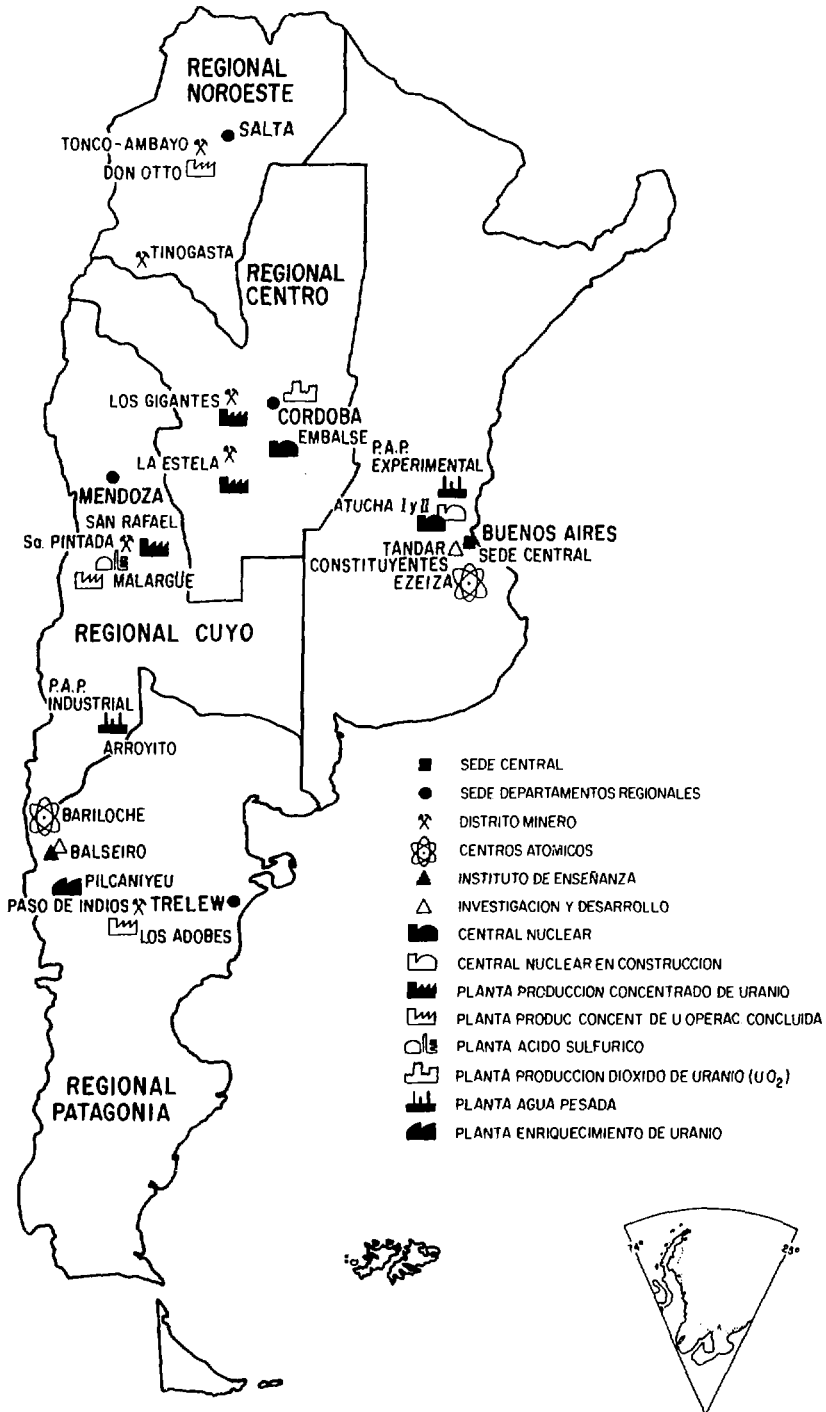 REGIONAL
NOROESTE
SALTA
TONCO-AMBAYO
DON OTTO
TINOGASTA
REGIONAL
CENTRO
LOS GIGANTES
CORDOBA
EMBALSE
LA ESTELA
P.A.P.
EXPERIMENTAL
MENDOZA
ATUCHA I y II
SAN RAFAEL
BUENOS AIRES
Sa. PINTADA
TANDAR
SEDE CENTRAL
CONSTITUYENTES
MALARGÜE
EZEIZA
REGIONAL CUYO
P.A.P.
INDUSTRIAL
ARROYITO
BARILOCHE
BALSEIRO
PILCANIYEU
PASO DE INDIOS
TRELEW
LOS ADOBES
REGIONAL
PATAGONIA
SEDE CENTRAL
SEDE DEPARTAMENTOS REGIONALES
DISTRITO MINERO
CENTROS ATOMICOS
INSTITUTO DE ENSEÑANZA
INVESTIGACION Y DESARROLLO
CENTRAL NUCLEAR
CENTRAL NUCLEAR EN CONSTRUCCION
PLANTA PRODUCCION CONCENTRADO DE URANIO
PLANTA PRODUC CONCENT DE U OPERAC CONCLUIDA
PLANTA ACIDO SULFURICO
PLANTA PRODUCCION DIOXIDO DE URANIO (UO₂)
PLANTA AGUA PESADA
PLANTA ENRIQUECIMIENTO DE URANIO
74°
25°